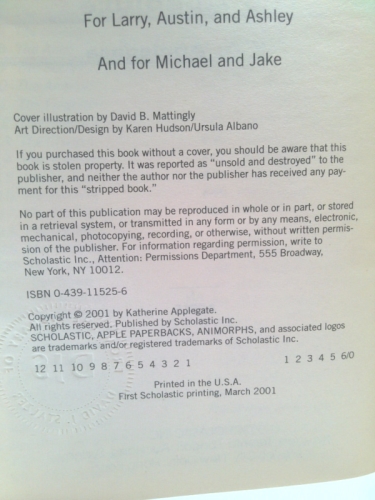 For Larry, Austin, and Ashley
And for Michael and Jake
Cover illustration by David B. Mattingly
Art Direction/Design by Karen Hudson/Ursula Albano
If you purchased this book without a cover, you should be aware that this
book is stolen property. It was reported as "unsold and destroyed" to the
publisher, and neither the author nor the publisher has received any pay-
ment for this "stripped book."
No part of this publication may be reproduced in whole or in part, or stored
in a retrieval system, or transmitted in any form or by any means, electronic,
mechanical, photocopying, recording, or otherwise, without written permis-
sion of the publisher. For information regarding permission, write to
Scholastic Inc., Attention: Permissions Department, 555 Broadway,
New York, NY 10012.
ISBN 0-439-11525-6
Copyright © 2001 by Katherine Applegate.
All rights reserved. Published by Scholastic Inc.
SCHOLASTIC, APPLE PAPERBACKS, ANIMORPHS, and associated logos
are trademarks and/or registered trademarks of Scholastic Inc.
12 11 10 9 8 7 6 5 4 3 2 1 1 2 3 4 5 6/0
Printed in the U.S.A.
First Scholastic printing, March 2001